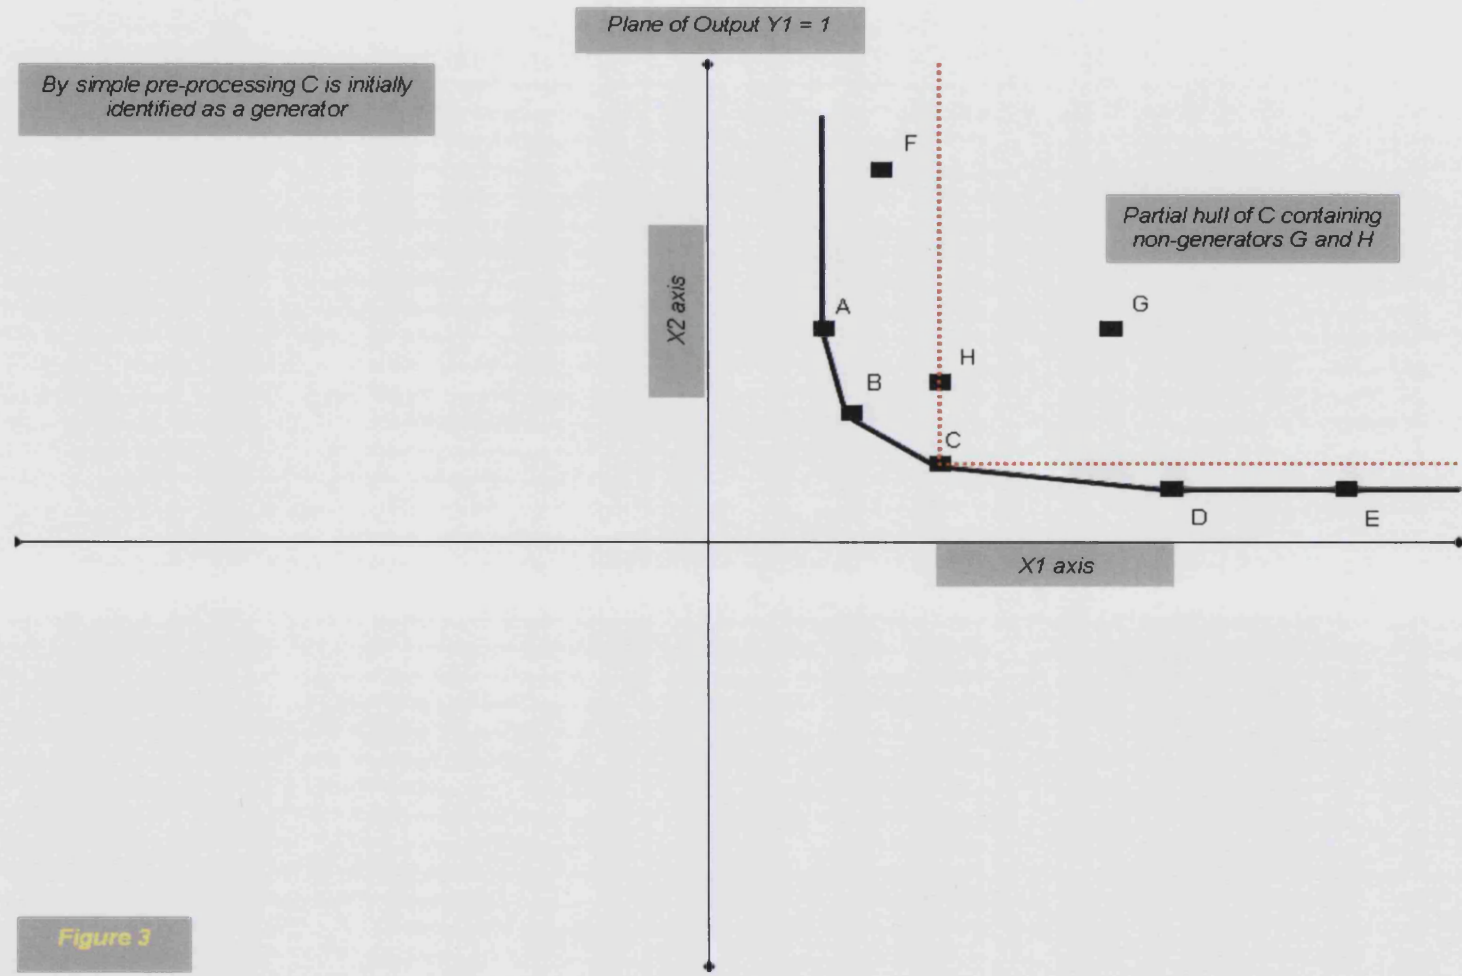 Plane of Output Y1 = 1
By simple pre-processing C is initially
identified as a generator
F
Partial hull of C containing
non-generators G and H
X2 axis
A
G
H
B
C
D
E
X1 axis
Figure 3